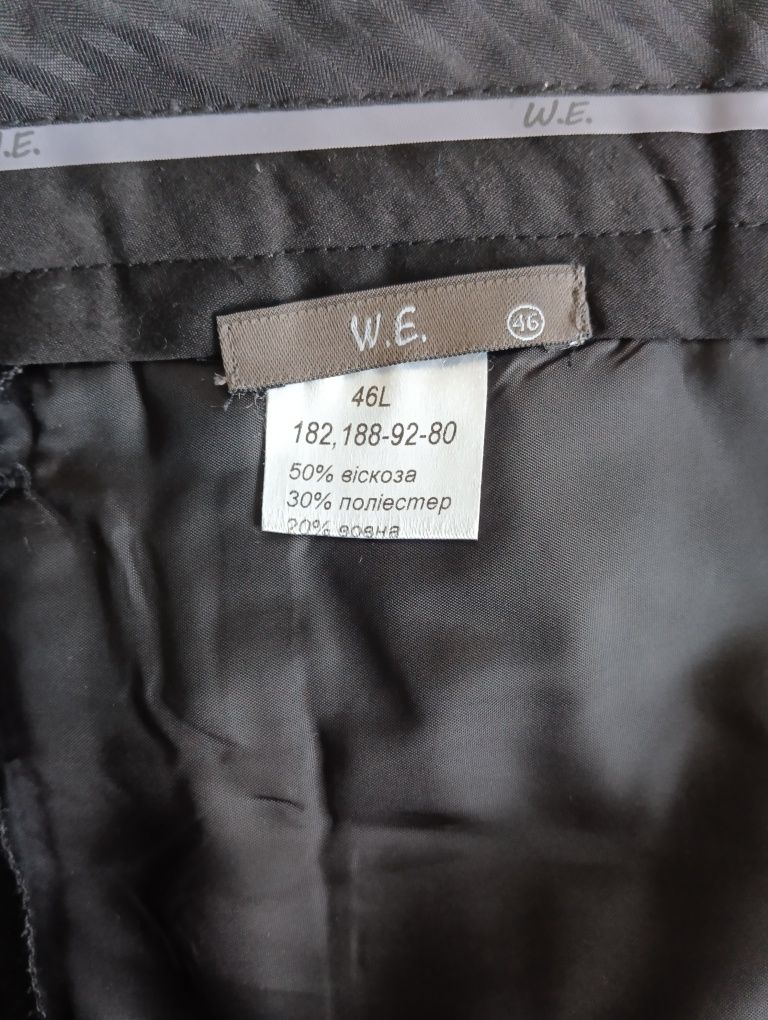 W.E.
W.E.
W.E. 46
46L
182,188-92-80
50% віскоза
30% поліестер
20% вовна